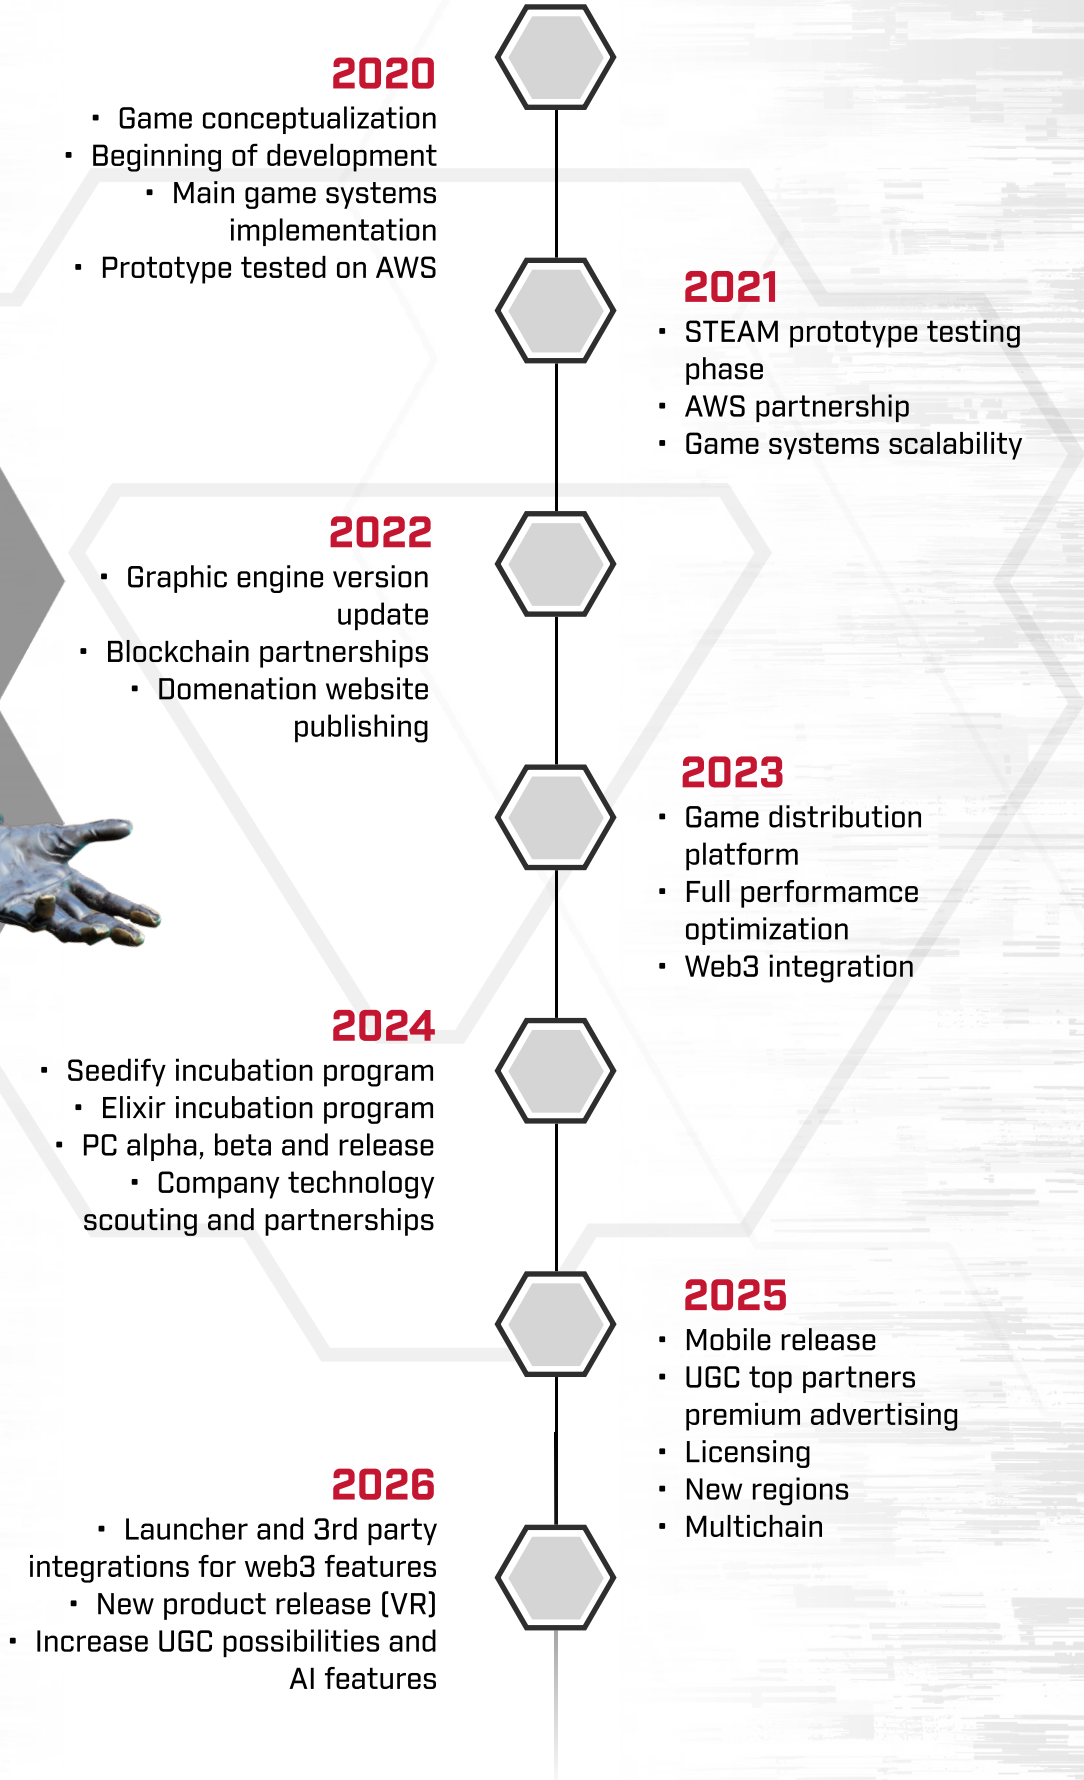 2020
• Game conceptualization
• Beginning of development
• Main game systems
implementation
• Prototype tested on AWS
2021
• STEAM prototype testing
phase
• AWS partnership
• Game systems scalability
2022
• Graphic engine version
update
• Blockchain partnerships
• Domenation website
publishing
2023
• Game distribution
platform
• Full performamce
optimization
• Web3 integration
2024
• Seedify incubation program
• Elixir incubation program
• PC alpha, beta and release
• Company technology
scouting and partnerships
2025
• Mobile release
• UGC top partners
premium advertising
• Licensing
• New regions
• Multichain
2026
• Launcher and 3rd party
integrations for web3 features
• New product release (VR)
• Increase UGC possibilities and
AI features